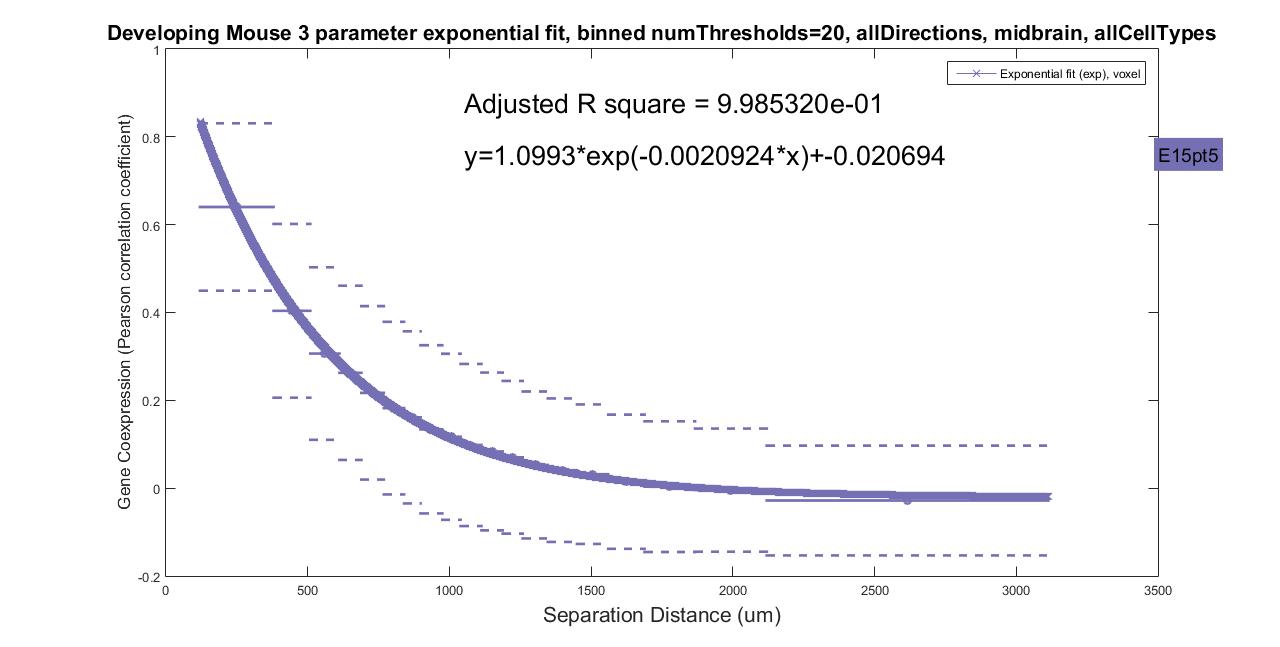 Developing Mouse 3 parameter exponential fit, binned numThresholds=20, allDirections, midbrain, allCellTypes
Exponential fit (exp), voxel
Adjusted R square = 9.985320e-01
y=1.0993*exp(-0.0020924*x)+-0.020694
E15pt5
Gene Coexpression (Pearson correlation coefficient)
1
0.8
0.6
0.4
0.2
0
-0.2
0 500 1000 1500 2000 2500 3000 3500
Separation Distance (um)